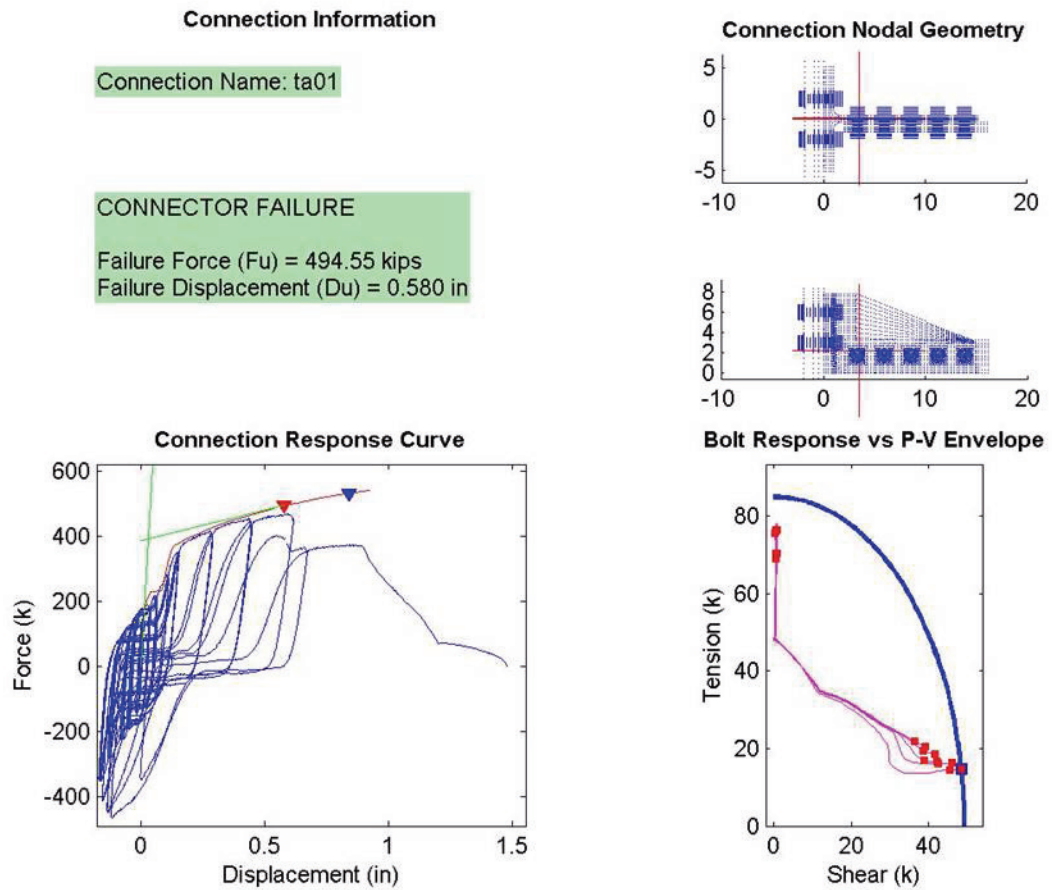 Connection Information
Connection Name: ta01
CONNECTOR FAILURE
Failure Force (Fu) = 494.55 kips
Failure Displacement (Du) = 0.580 in
Connection Nodal Geometry
5
0
-5
-10 0 10 20
8
6
4
2
0
-10 0 10 20
Connection Response Curve
600
400
200
0
-200
-400
Force (k)
0 0.5 1 1.5
Displacement (in)
Bolt Response vs P-V Envelope
80
60
40
20
0
Tension (k)
0 20 40
Shear (k)